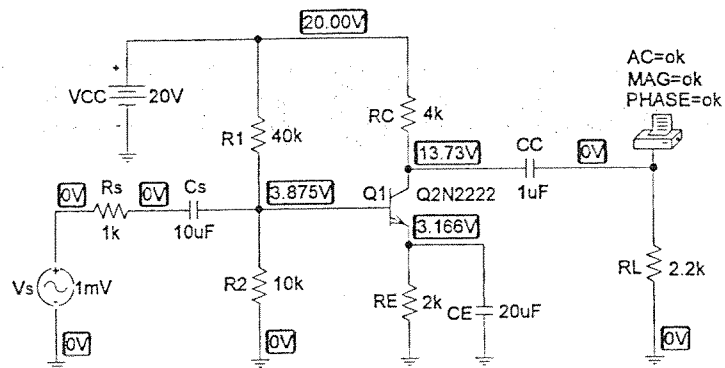 20.00V
AC=ok
MAG=ok
PHASE=ok
+
VCC
20V
-
R1
40k
RC
4k
13.73V
CC
1uF
0V
0V
Rs
1k
0V
Cs
10uF
3.875V
Q1
Q2N2222
3.166V
+
Vs
1mV
-
R2
10k
RE
2k
CE
20uF
RL
2.2k
0V
0V
0V